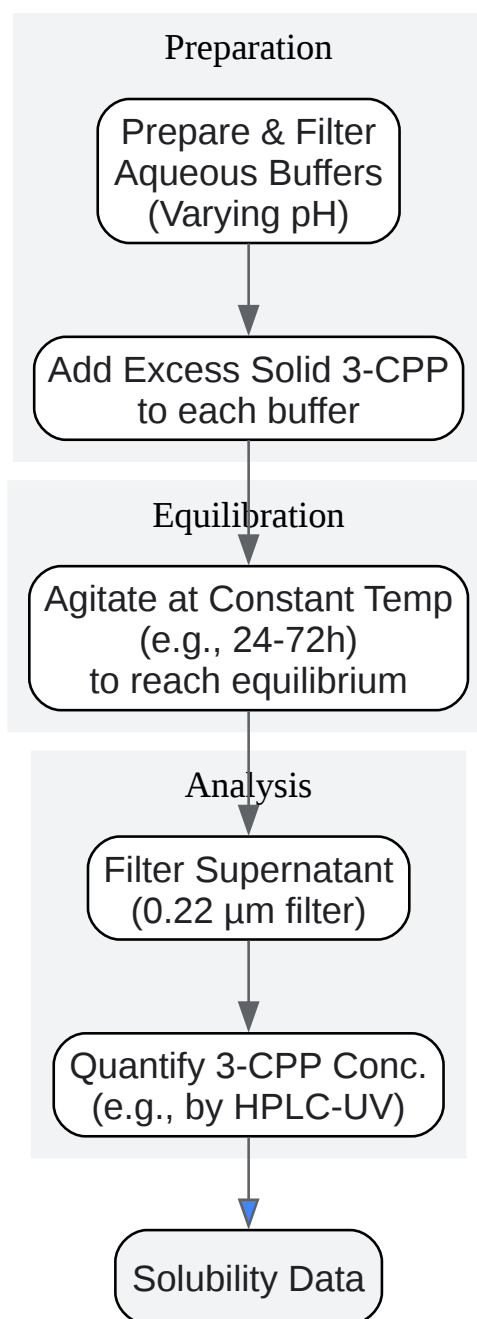 Preparation
Prepare & Filter
Aqueous Buffers
(Varying pH)
Add Excess Solid 3-CPP
to each buffer
Equilibration
Agitate at Constant Temp
(e.g., 24-72h)
to reach equilibrium
Analysis
Filter Supernatant
(0.22 µm filter)
Quantify 3-CPP Conc.
(e.g., by HPLC-UV)
Solubility Data